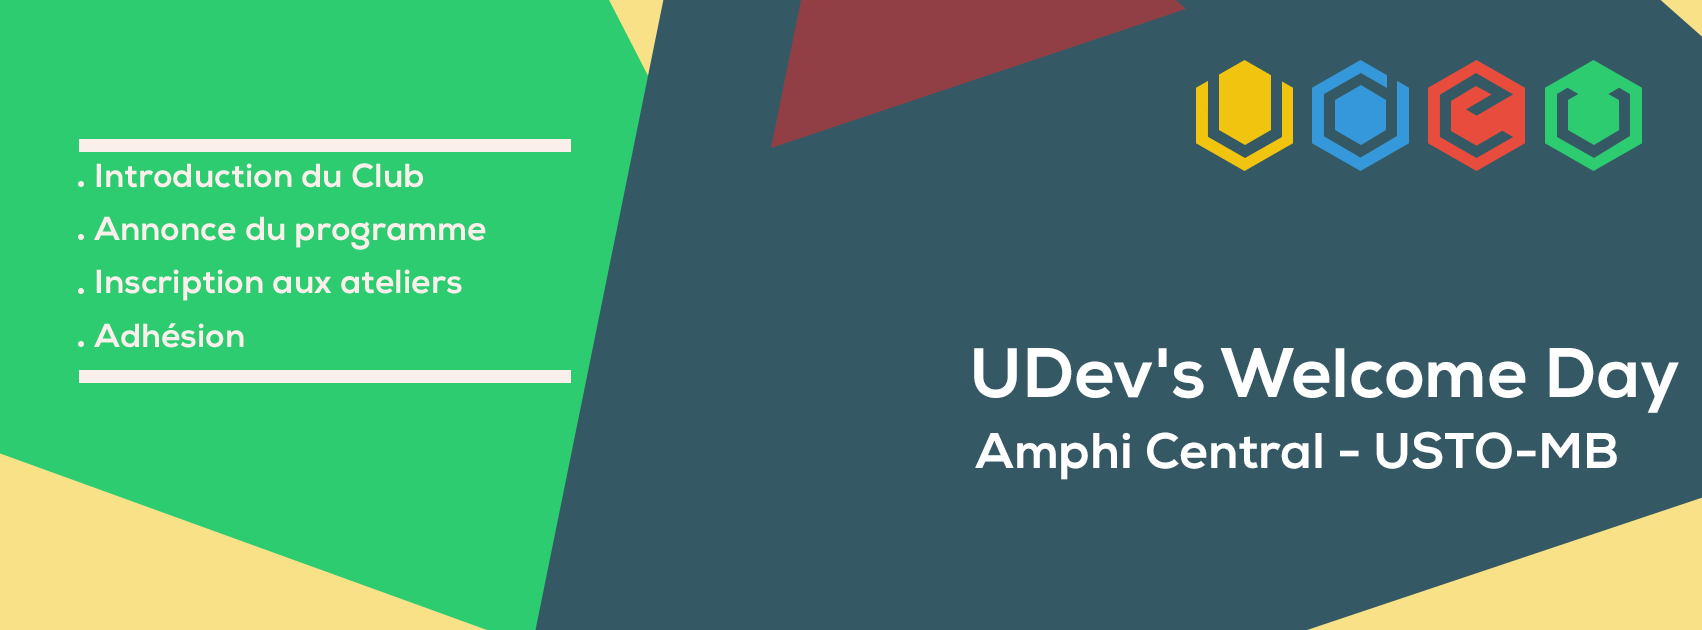 . Introduction du Club
. Annonce du programme
. Inscription aux ateliers
. Adhésion
UDev's Welcome Day
Amphi Central - USTO-MB